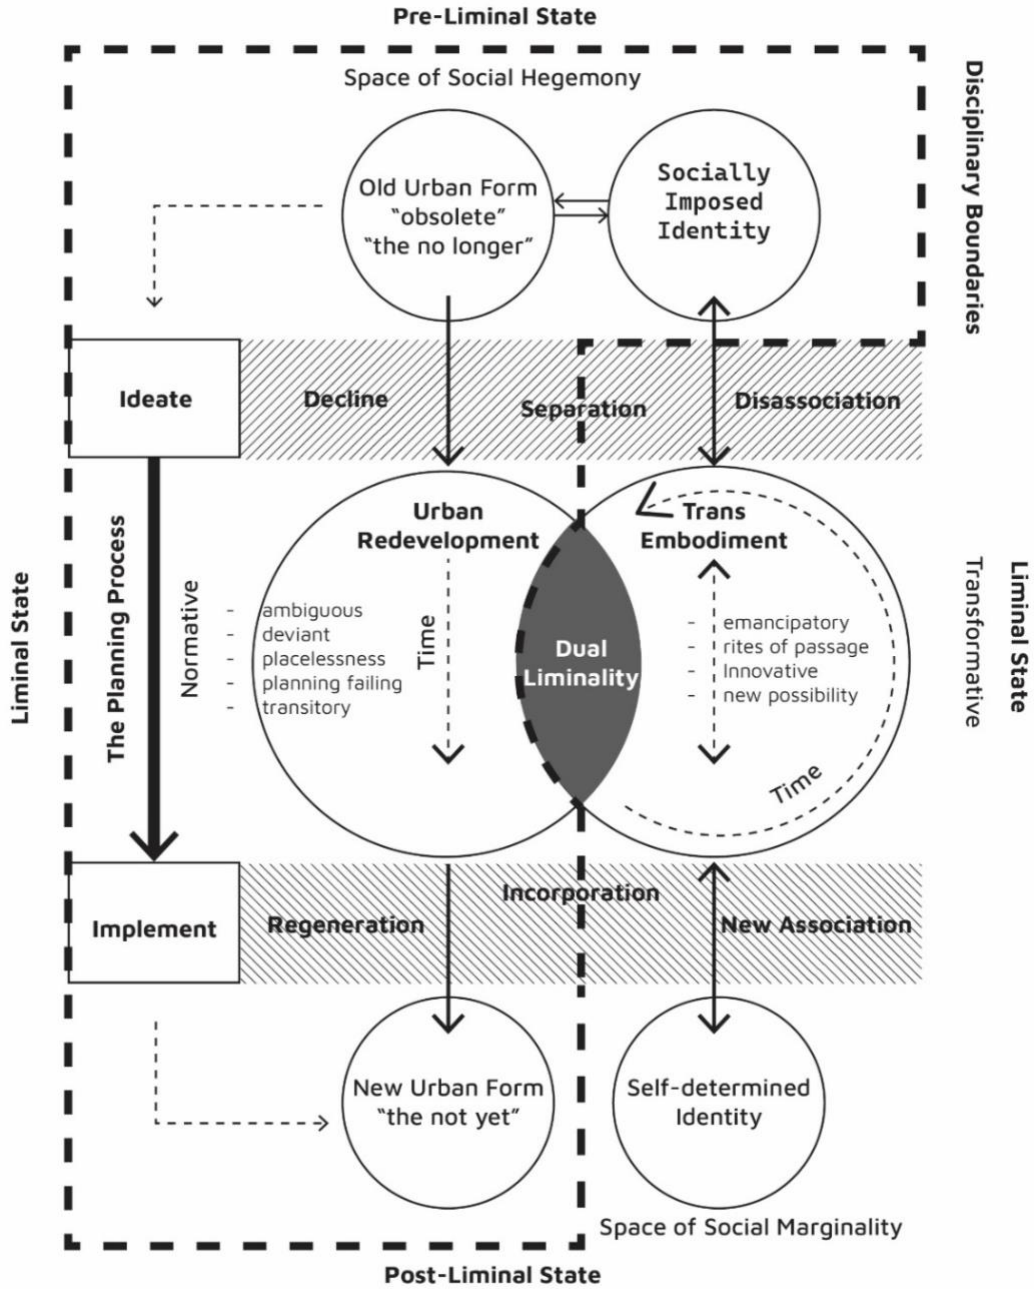 Pre-Liminal State
Space of Social Hegemony
Disciplinary Boundaries
Old Urban Form
“obsolete”
“the no longer”
Socially
Imposed
Identity
Ideate
Decline
Separation
Disassociation
Liminal State
The Planning Process
Normative
Urban
Redevelopment
- ambiguous
- deviant
- placelessness
- planning failing
- transitory
Time
Dual
Liminality
Trans
Embodiment
- emancipatory
- rites of passage
- Innovative
- new possibility
Time
Transformative
Liminal State
Implement
Regeneration
Incorporation
New Association
New Urban Form
“the not yet”
Self-determined
Identity
Space of Social Marginality
Post-Liminal State